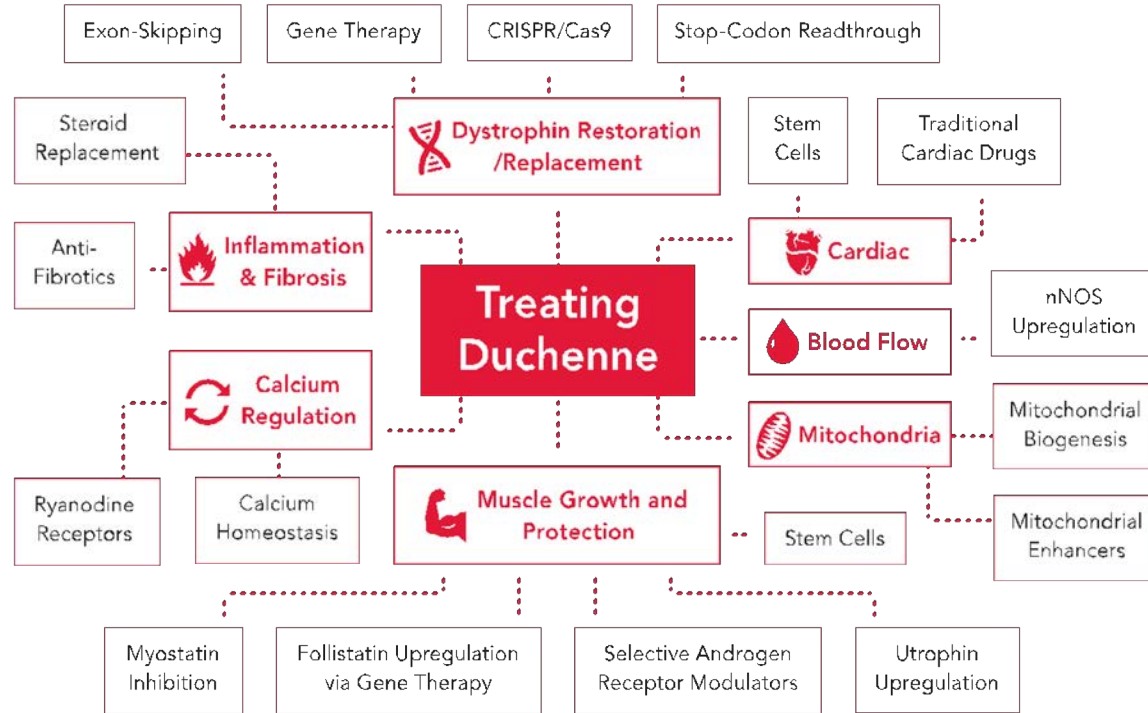 Exon-Skipping
Gene Therapy
CRISPR/Cas9
Stop-Codon Readthrough
Dystrophin Restoration
/Replacement
Steroid
Replacement
Stem
Cells
Traditional
Cardiac Drugs
Anti-
Fibrotics
Inflammation
& Fibrosis
Cardiac
Treating
Duchenne
Blood Flow
nNOS
Upregulation
Calcium
Regulation
Mitochondria
Mitochondrial
Biogenesis
Ryanodine
Receptors
Calcium
Homeostasis
Muscle Growth and
Protection
Stem Cells
Mitochondrial
Enhancers
Myostatin
Inhibition
Follistatin Upregulation
via Gene Therapy
Selective Androgen
Receptor Modulators
Utrophin
Upregulation